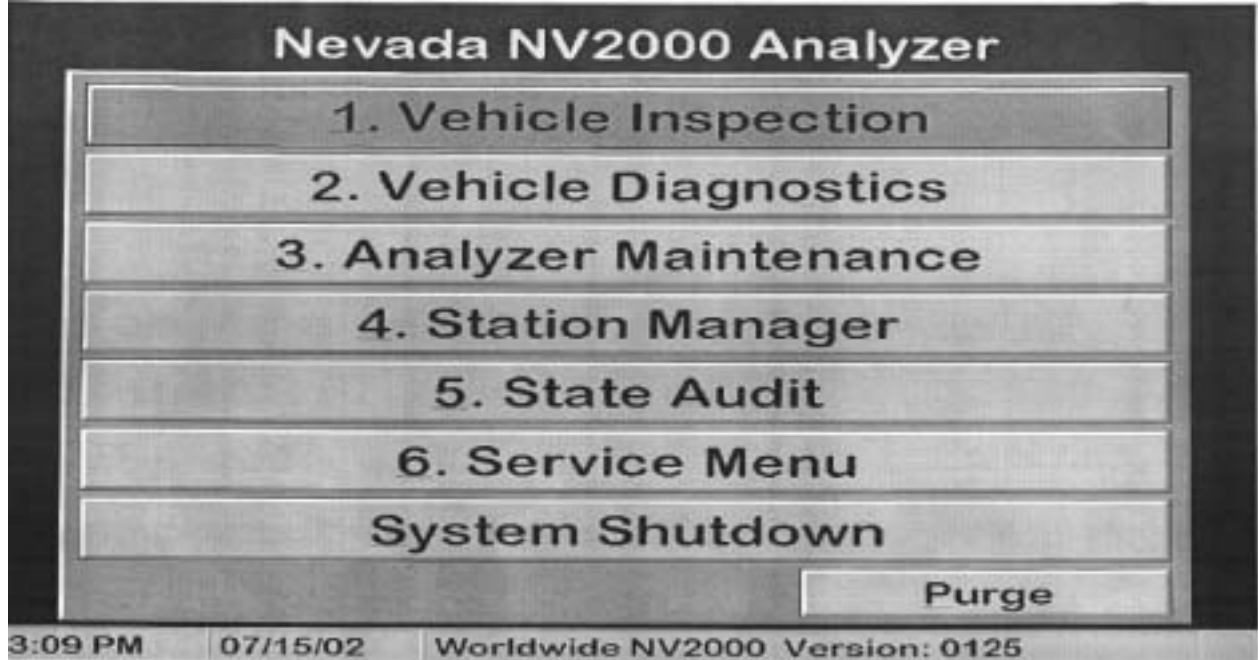 Nevada NV2000 Analyzer
1. Vehicle Inspection
2. Vehicle Diagnostics
3. Analyzer Maintenance
4. Station Manager
5. State Audit
6. Service Menu
System Shutdown
Purge
3:09 PM 07/15/02 Worldwide NV2000 Version: 0125